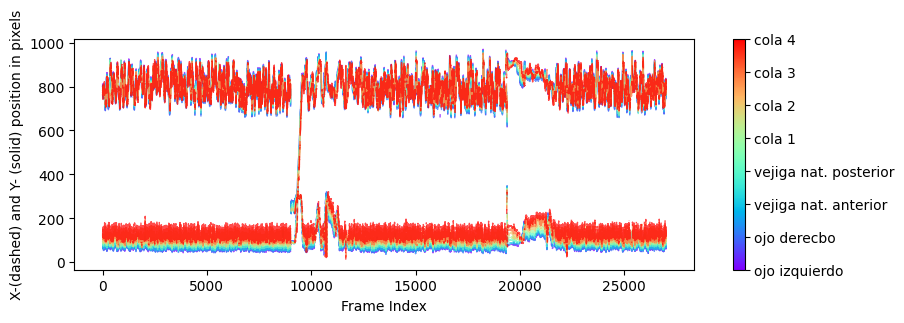 X-(dashed) and Y- (solid) position in pixels
1000
800
600
400
200
0
0 5000 10000 15000 20000 25000
Frame Index
cola 4
cola 3
cola 2
cola 1
vejiga nat. posterior
vejiga nat. anterior
ojo derecbo
ojo izquierdo